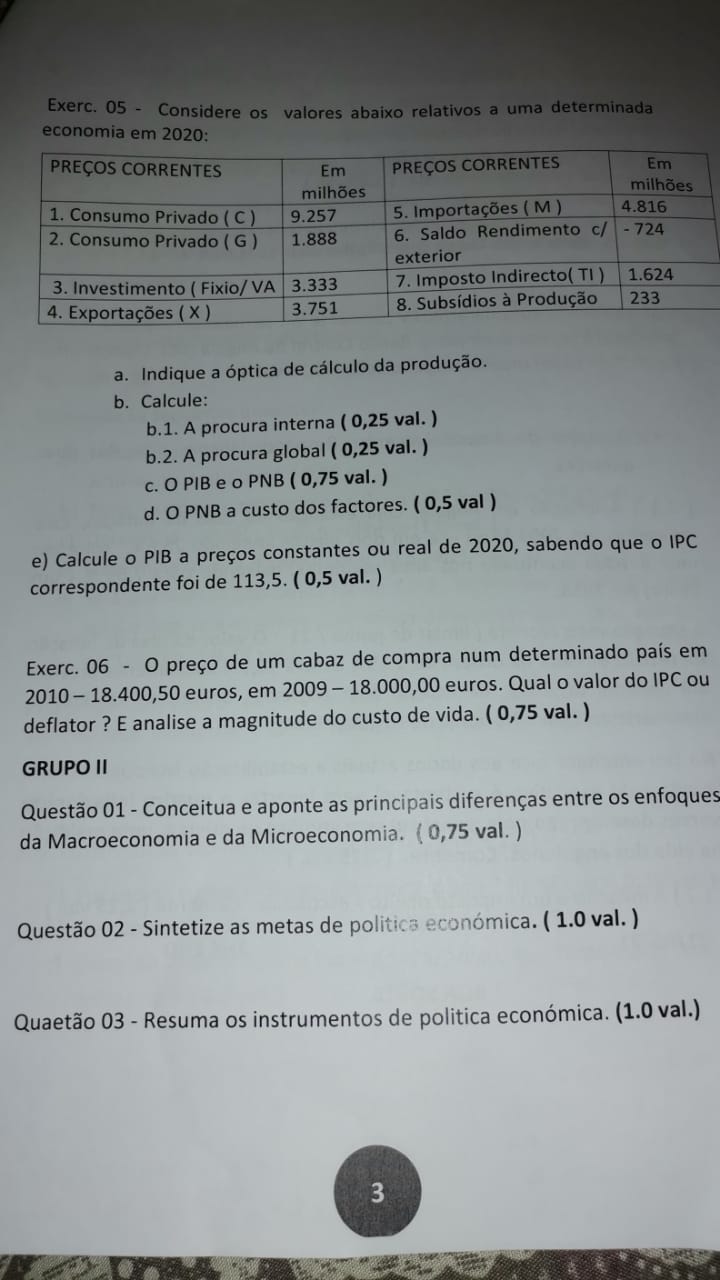 Exerc. 05 - Considere os valores abaixo relativos a uma determinada
economia em 2020:
PREÇOS CORRENTES Em milhões PREÇOS CORRENTES Em milhões
1. Consumo Privado ( C ) 9.257 5. Importações ( M ) 4.816
2. Consumo Privado ( G ) 1.888 6. Saldo Rendimento c/ exterior - 724
3. Investimento ( Fixio/ VA 3.333 7. Imposto Indirecto( TI ) 1.624
4. Exportações ( X ) 3.751 8. Subsídios à Produção 233
a. Indique a óptica de cálculo da produção.
b. Calcule:
b.1. A procura interna ( 0,25 val. )
b.2. A procura global ( 0,25 val. )
c. O PIB e o PNB ( 0,75 val. )
d. O PNB a custo dos factores. ( 0,5 val )
e) Calcule o PIB a preços constantes ou real de 2020, sabendo que o IPC
correspondente foi de 113,5. ( 0,5 val. )
Exerc. 06 - O preço de um cabaz de compra num determinado país em
2010 – 18.400,50 euros, em 2009 – 18.000,00 euros. Qual o valor do IPC ou
deflator ? E analise a magnitude do custo de vida. ( 0,75 val. )
GRUPO II
Questão 01 - Conceitua e aponte as principais diferenças entre os enfoques
da Macroeconomia e da Microeconomia. ( 0,75 val. )
Questão 02 - Sintetize as metas de politica económica. ( 1.0 val. )
Quaetão 03 - Resuma os instrumentos de politica económica. (1.0 val.)
3